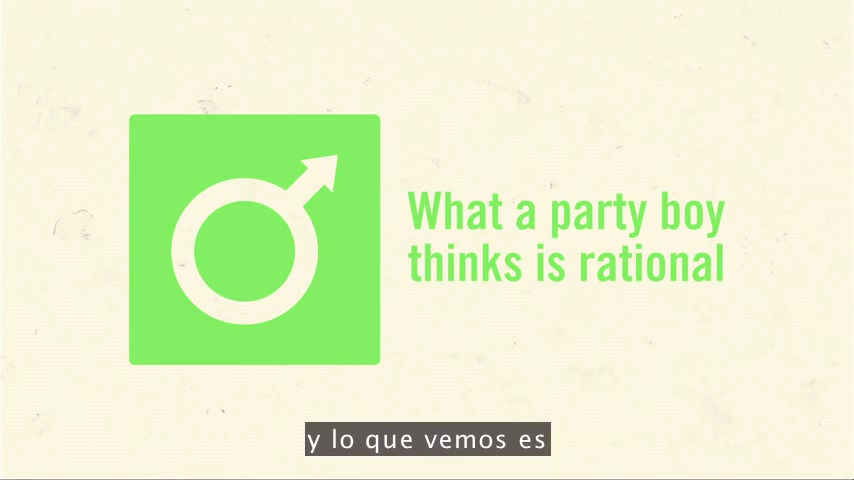 What a party boy
thinks is rational
y lo que vemos es